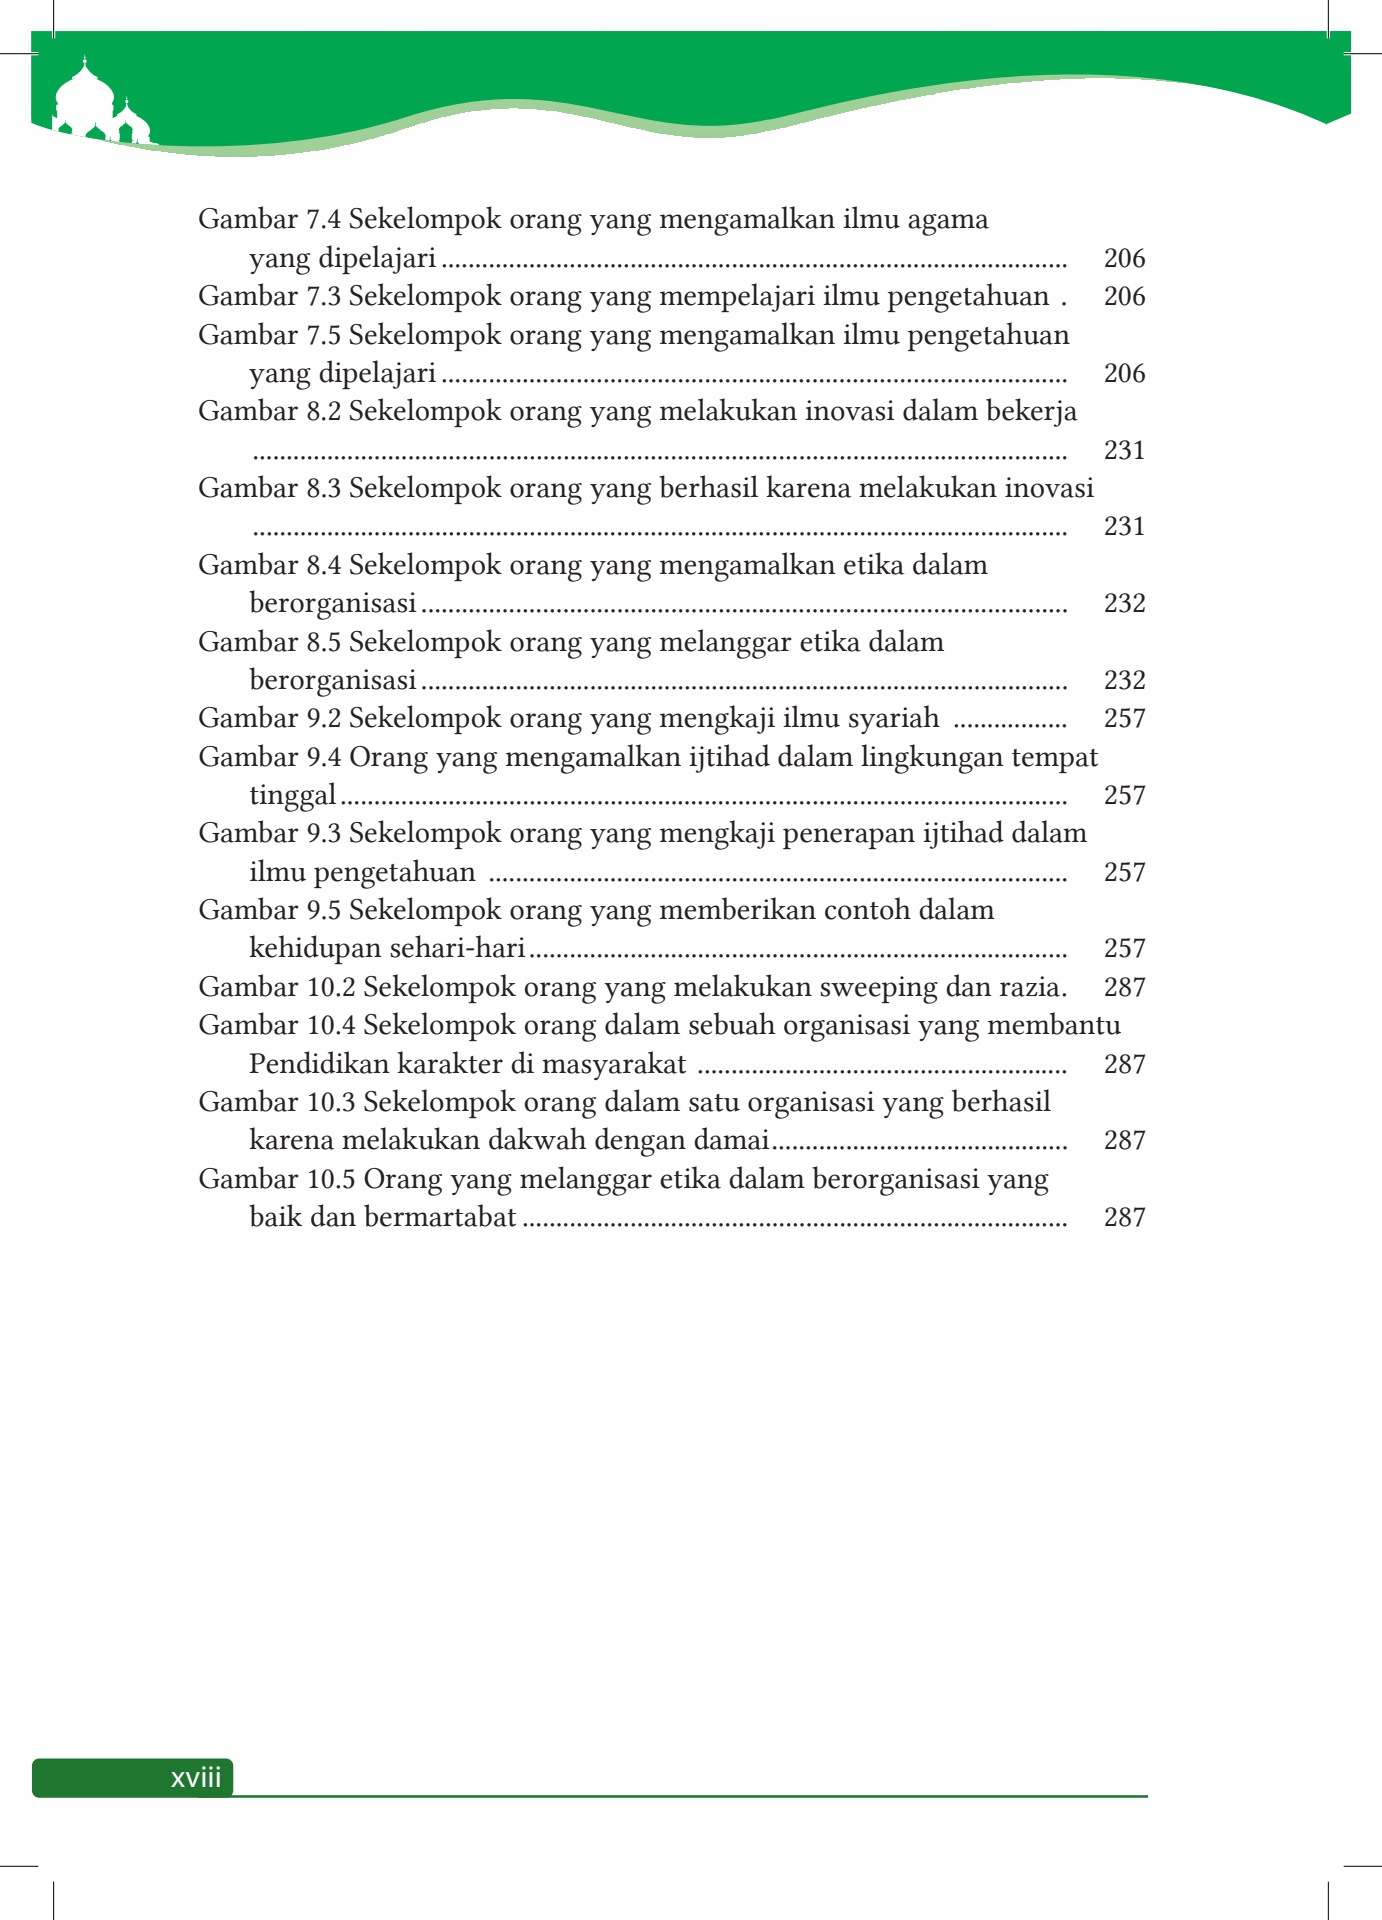 Gambar 7.4 Sekelompok orang yang mengamalkan ilmu agama
yang dipelajari ............................................................................................. 206
Gambar 7.3 Sekelompok orang yang mempelajari ilmu pengetahuan . 206
Gambar 7.5 Sekelompok orang yang mengamalkan ilmu pengetahuan
yang dipelajari ............................................................................................. 206
Gambar 8.2 Sekelompok orang yang melakukan inovasi dalam bekerja
......................................................................................................................... 231
Gambar 8.3 Sekelompok orang yang berhasil karena melakukan inovasi
......................................................................................................................... 231
Gambar 8.4 Sekelompok orang yang mengamalkan etika dalam
berorganisasi ................................................................................................ 232
Gambar 8.5 Sekelompok orang yang melanggar etika dalam
berorganisasi ................................................................................................ 232
Gambar 9.2 Sekelompok orang yang mengkaji ilmu syariah ................. 257
Gambar 9.4 Orang yang mengamalkan ijtihad dalam lingkungan tempat
tinggal ............................................................................................................ 257
Gambar 9.3 Sekelompok orang yang mengkaji penerapan ijtihad dalam
ilmu pengetahuan ...................................................................................... 257
Gambar 9.5 Sekelompok orang yang memberikan contoh dalam
kehidupan sehari-hari ................................................................................ 257
Gambar 10.2 Sekelompok orang yang melakukan sweeping dan razia. 287
Gambar 10.4 Sekelompok orang dalam sebuah organisasi yang membantu
Pendidikan karakter di masyarakat ....................................................... 287
Gambar 10.3 Sekelompok orang dalam satu organisasi yang berhasil
karena melakukan dakwah dengan damai............................................ 287
Gambar 10.5 Orang yang melanggar etika dalam berorganisasi yang
baik dan bermartabat ................................................................................. 287
xviii